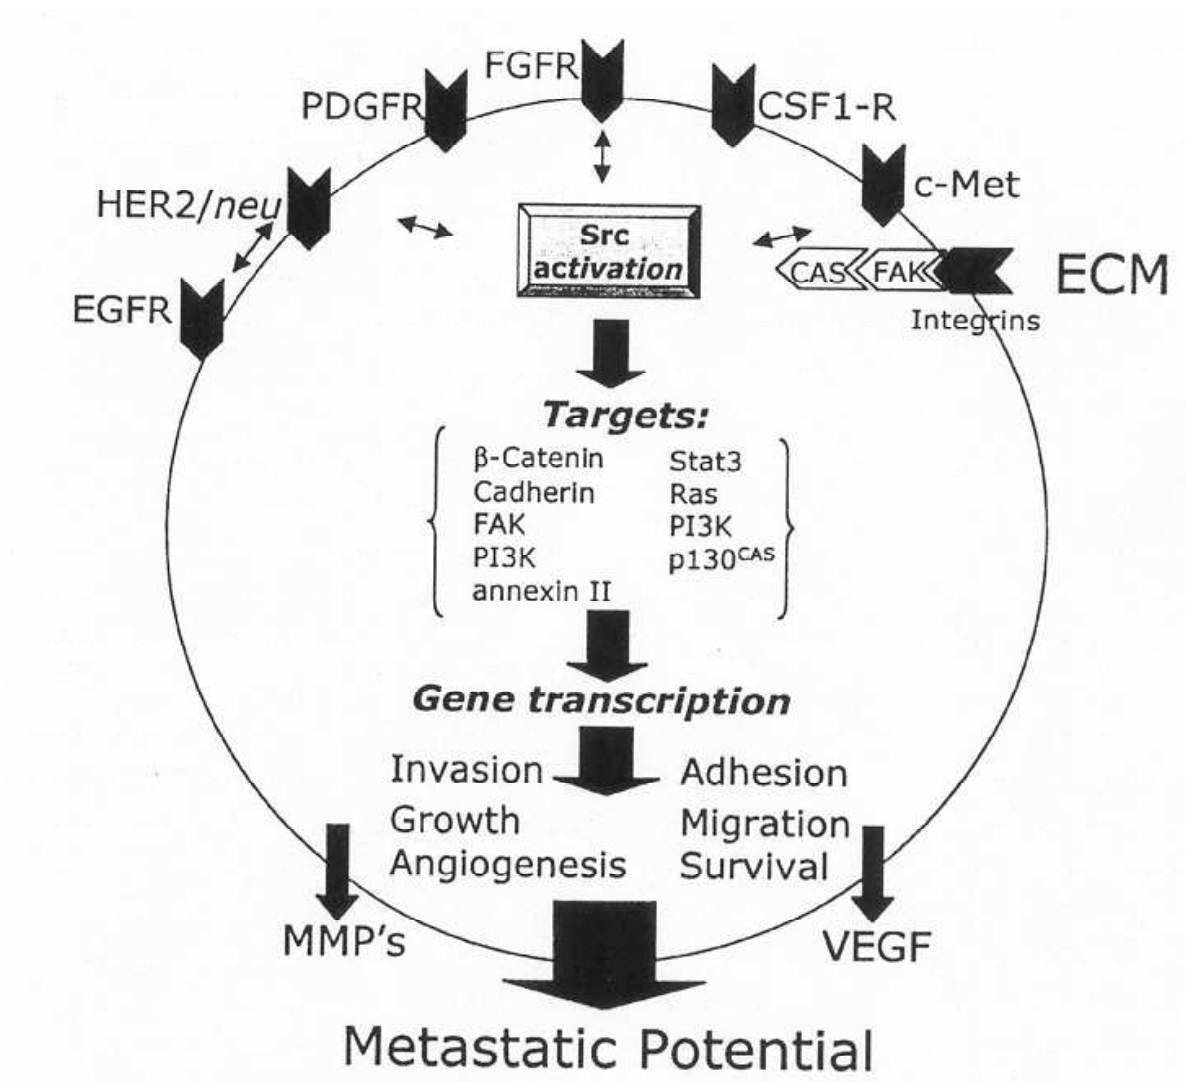 FGFR
PDGFR
CSF1-R
HER2/neu
c-Met
EGFR
Src
activation
CAS
FAK
ECM
Integrins
Targets:
β-Catenin
Stat3
Cadherin
Ras
FAK
PI3K
PI3K
p130CAS
annexin II
Gene transcription
Invasion
Adhesion
Growth
Migration
Angiogenesis
Survival
MMP's
VEGF
Metastatic Potential